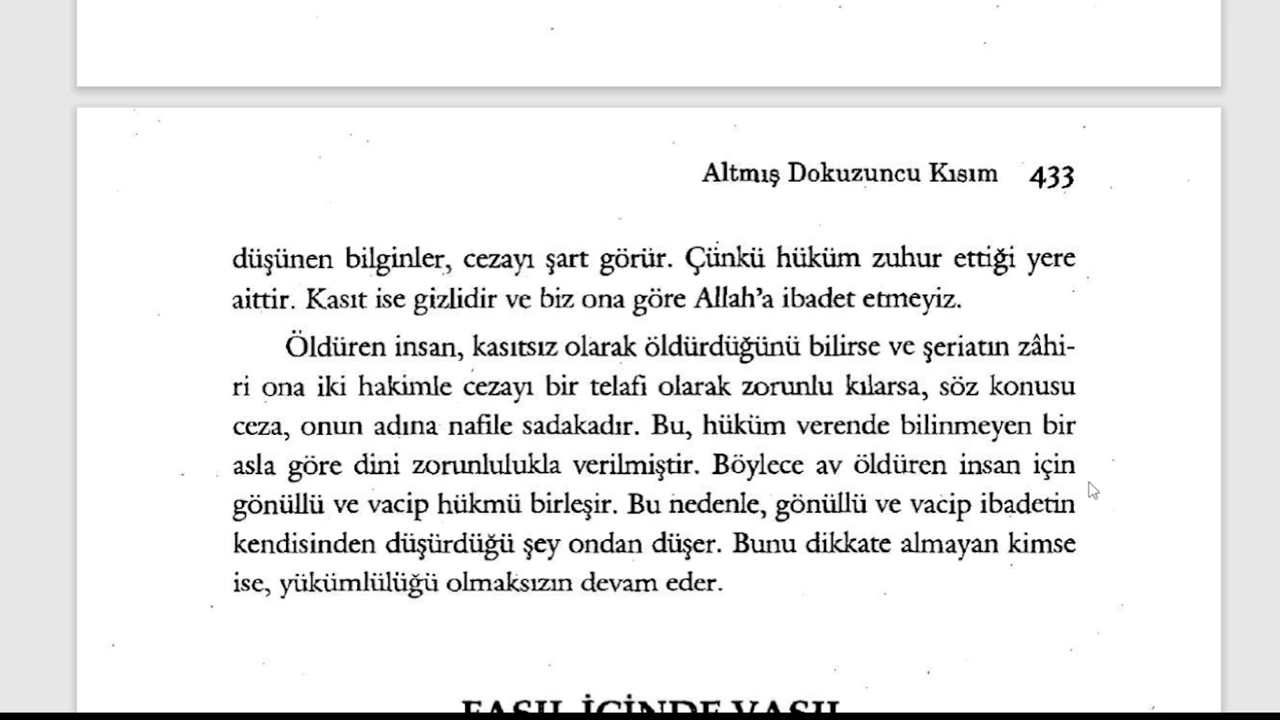 Altmış Dokuzuncu Kısım 433
düşünen bilginler, cezayı şart görür. Çünkü hüküm zuhur ettiği yere
aittir. Kasıt ise gizlidir ve biz ona göre Allah'a ibadet etmeyiz.
Öldüren insan, kasıtsız olarak öldürdüğünü bilirse ve şeriatın zâhi-
ri ona iki hakimle cezayı bir telafi olarak zorunlu kılarsa, söz konusu
ceza, onun adına nafile sadakadır. Bu, hüküm verende bilinmeyen bir
asla göre dini zorunlulukla verilmiştir. Böylece av öldüren insan için
gönüllü ve vacip hükmü birleşir. Bu nedenle, gönüllü ve vacip ibadetin
kendisinden düşürdüğü şey ondan düşer. Bunu dikkate almayan kimse
ise, yükümlülüğü olmaksızın devam eder.
FASIL İÇİNDE VASIL